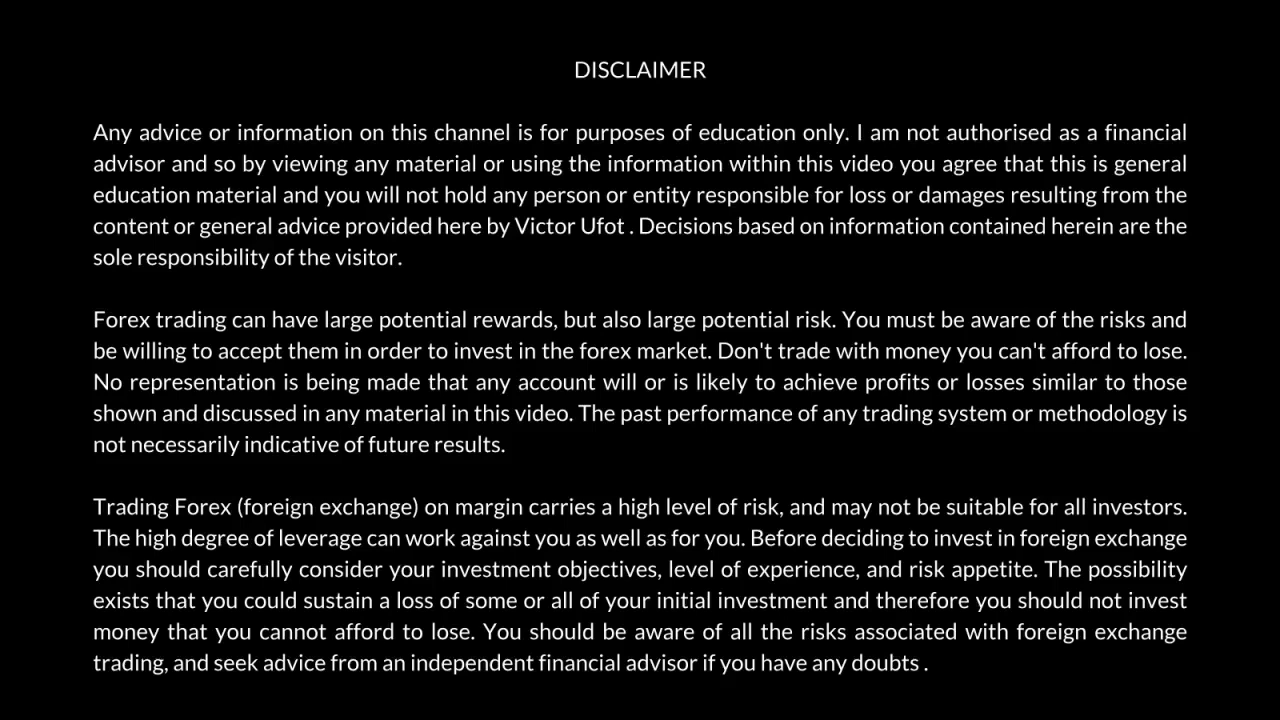 DISCLAIMER
Any advice or information on this channel is for purposes of education only. I am not authorised as a financial
advisor and so by viewing any material or using the information within this video you agree that this is general
education material and you will not hold any person or entity responsible for loss or damages resulting from the
content or general advice provided here by Victor Ufot . Decisions based on information contained herein are the
sole responsibility of the visitor.
Forex trading can have large potential rewards, but also large potential risk. You must be aware of the risks and
be willing to accept them in order to invest in the forex market. Don't trade with money you can't afford to lose.
No representation is being made that any account will or is likely to achieve profits or losses similar to those
shown and discussed in any material in this video. The past performance of any trading system or methodology is
not necessarily indicative of future results.
Trading Forex (foreign exchange) on margin carries a high level of risk, and may not be suitable for all investors.
The high degree of leverage can work against you as well as for you. Before deciding to invest in foreign exchange
you should carefully consider your investment objectives, level of experience, and risk appetite. The possibility
exists that you could sustain a loss of some or all of your initial investment and therefore you should not invest
money that you cannot afford to lose. You should be aware of all the risks associated with foreign exchange
trading, and seek advice from an independent financial advisor if you have any doubts .